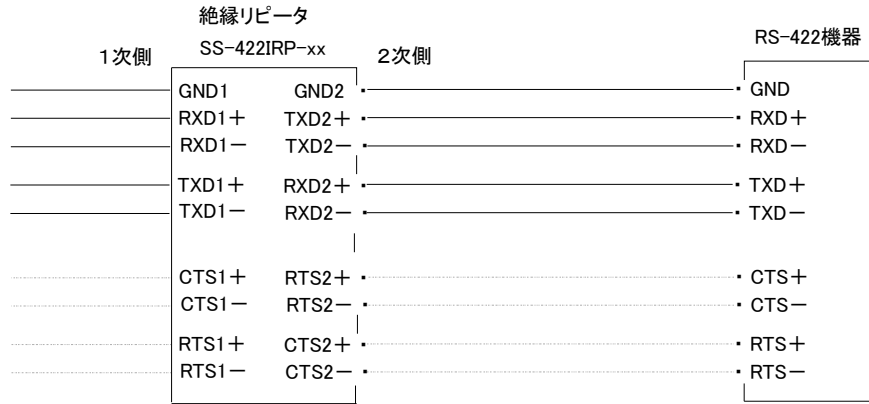 絶縁リピータ
１次側 SS-422IRP-xx ２次側 RS-422機器
GND1 GND2 GND
RXD1＋ TXD2＋ RXD＋
RXD1－ TXD2－ RXD－
TXD1＋ RXD2＋ TXD＋
TXD1－ RXD2－ TXD－
CTS1＋ RTS2＋ CTS＋
CTS1－ RTS2－ CTS－
RTS1＋ CTS2＋ RTS＋
RTS1－ CTS2－ RTS－